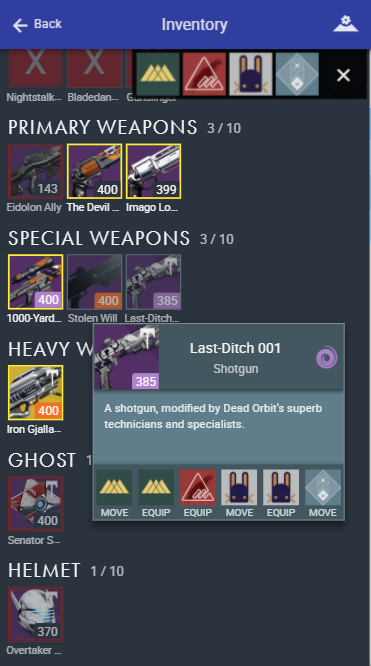 Back
Inventory
X X
Nightstalk... Bladedan... Gunslinger
PRIMARY WEAPONS 3 / 10
143 400 399
Eidolon Ally The Devil ... Imago Lo...
SPECIAL WEAPONS 3 / 10
400 400 385
1000-Yard... Stolen Will Last-Ditch...
HEAVY W
400
Iron Gjalla...
Last-Ditch 001
Shotgun
385
A shotgun, modified by Dead Orbit's superb
technicians and specialists.
MOVE EQUIP EQUIP MOVE EQUIP MOVE
GHOST 1
400
Senator S...
HELMET 1 / 10
370
Overtaker ...